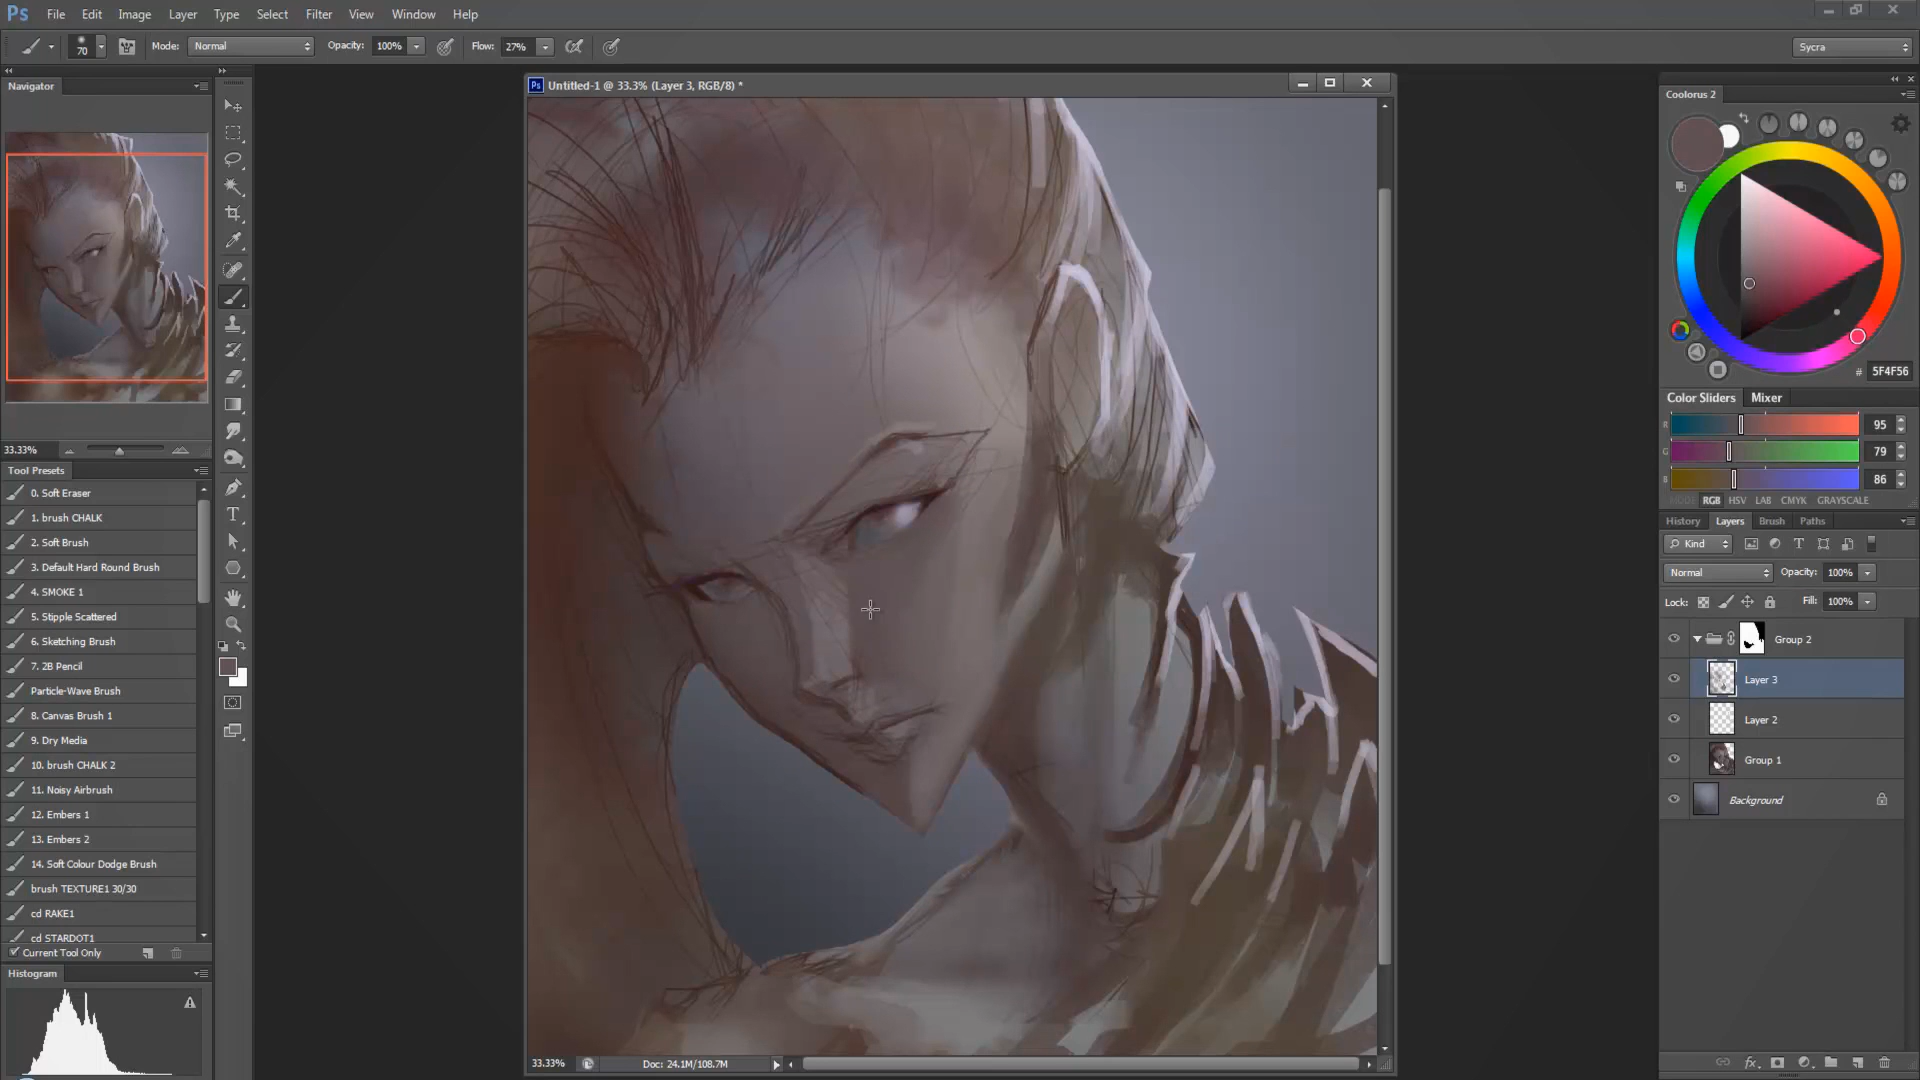 Ps File Edit Image Layer Type Select Filter View Window Help
70 Mode: Normal Opacity: 100% Flow: 27% Sycra
Navigator
33.33%
Tool Presets
0. Soft Eraser
1. brush CHALK
2. Soft Brush
3. Default Hard Round Brush
4. SMOKE 1
5. Stipple Scattered
6. Sketching Brush
7. 2B Pencil
Particle-Wave Brush
8. Canvas Brush 1
9. Dry Media
10. brush CHALK 2
11. Noisy Airbrush
12. Embers 1
13. Embers 2
14. Soft Colour Dodge Brush
brush TEXTURE1 30/30
cd RAKE1
cd STARDOT1
Current Tool Only
Histogram
Ps Untitled-1 @ 33.3% (Layer 3, RGB/8) *
33.33% Doc: 24.1M/108.7M
Coolorus 2
# 5F4F56
Color Sliders Mixer
R 95
G 79
B 86
RGB HSV LAB CMYK GRAYSCALE
History Layers Brush Paths
Kind
Normal Opacity: 100%
Lock: Fill: 100%
Group 2
Layer 3
Layer 2
Group 1
Background